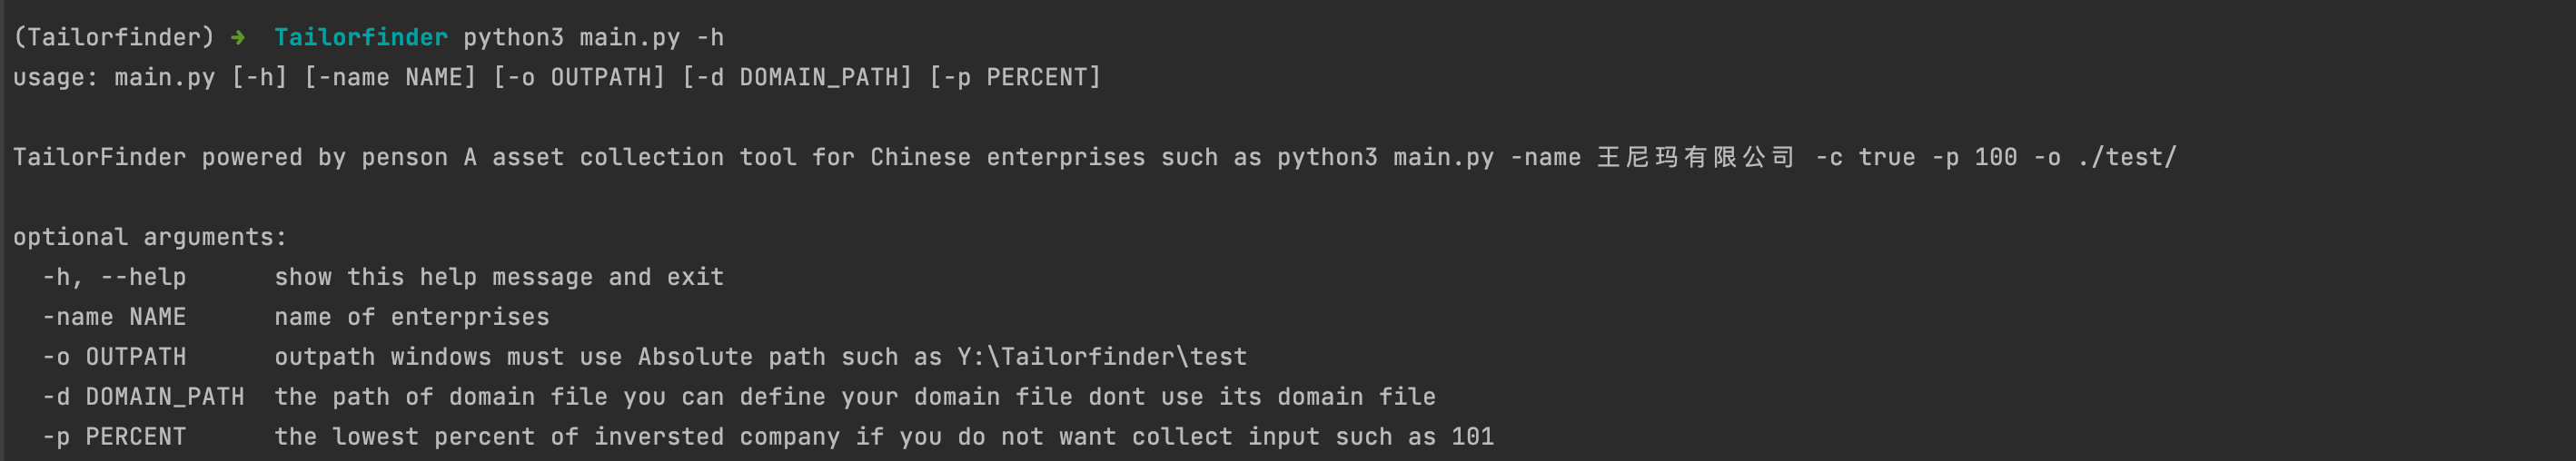 (Tailorfinder) ➜  Tailorfinder python3 main.py -h
usage: main.py [-h] [-name NAME] [-o OUTPATH] [-d DOMAIN_PATH] [-p PERCENT]
TailorFinder powered by penson A asset collection tool for Chinese enterprises such as python3 main.py -name 王尼玛有限公司 -c true -p 100 -o ./test/
optional arguments:
  -h, --help      show this help message and exit
  -name NAME      name of enterprises
  -o OUTPATH      outpath windows must use Absolute path such as Y:\Tailorfinder\test
  -d DOMAIN_PATH  the path of domain file you can define your domain file dont use its domain file
  -p PERCENT      the lowest percent of inversted company if you do not want collect input such as 101